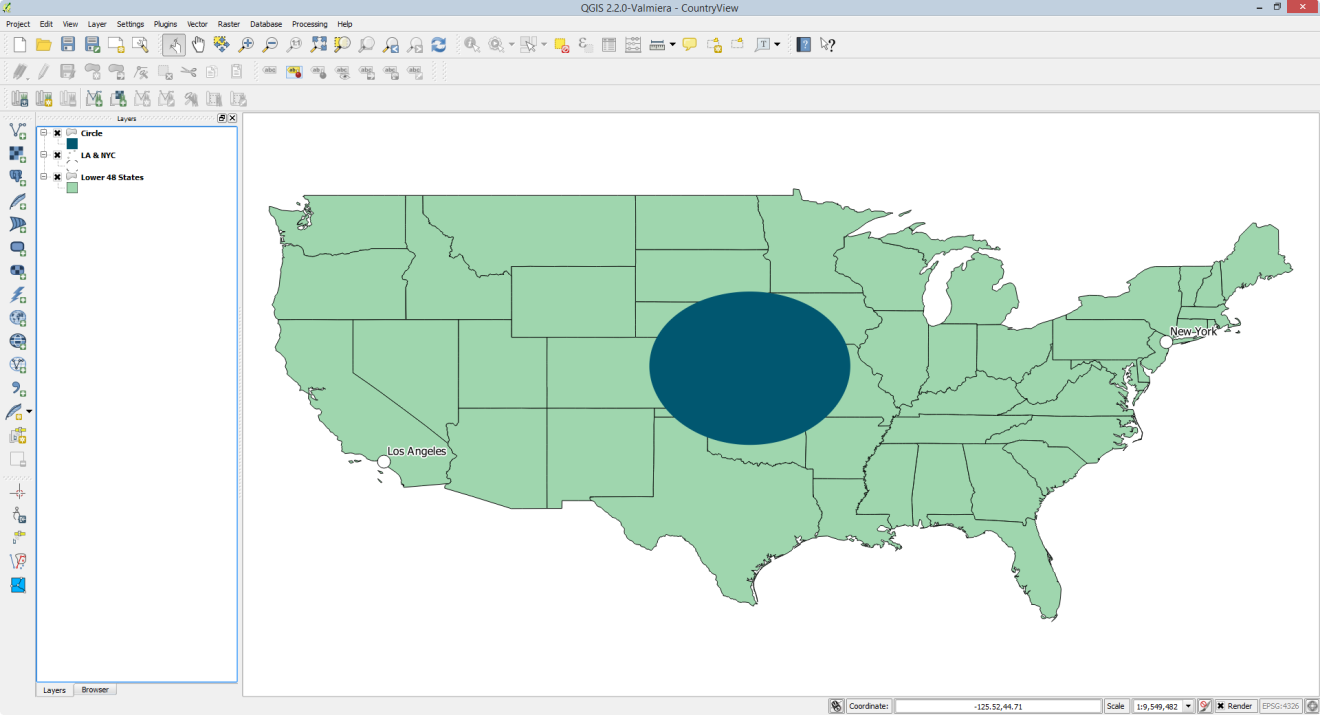 QGIS 2.2.0-Valmiera - CountryView
Project Edit View Layer Settings Plugins Vector Raster Database Processing Help
Layers
Circle
LA & NYC
Lower 48 States
New York
Los Angeles
Layers Browser
Coordinate: -125.52,44.71 Scale 1:9,549,482 Render EPSG:4326